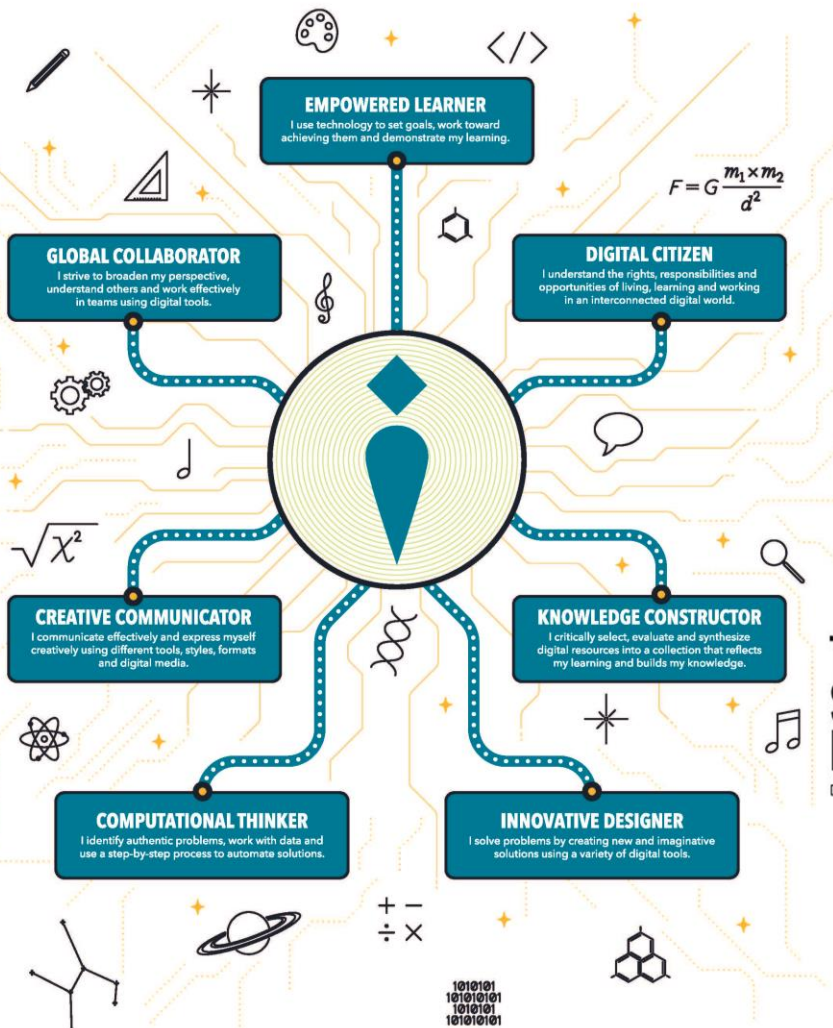 </>
EMPOWERED LEARNER
I use technology to set goals, work toward
achieving them and demonstrate my learning.
F = G m₁ × m₂
d²
GLOBAL COLLABORATOR
I strive to broaden my perspective,
understand others and work effectively
in teams using digital tools.
DIGITAL CITIZEN
I understand the rights, responsibilities and
opportunities of living, learning and working
in an interconnected digital world.
√χ²
CREATIVE COMMUNICATOR
I communicate effectively and express myself
creatively using different tools, styles, formats
and digital media.
KNOWLEDGE CONSTRUCTOR
I critically select, evaluate and synthesize
digital resources into a collection that reflects
my learning and builds my knowledge.
COMPUTATIONAL THINKER
I identify authentic problems, work with data and
use a step-by-step process to automate solutions.
INNOVATIVE DESIGNER
I solve problems by creating new and imaginative
solutions using a variety of digital tools.
+ −
÷ ×
1010101
101010101
1010101
101010101